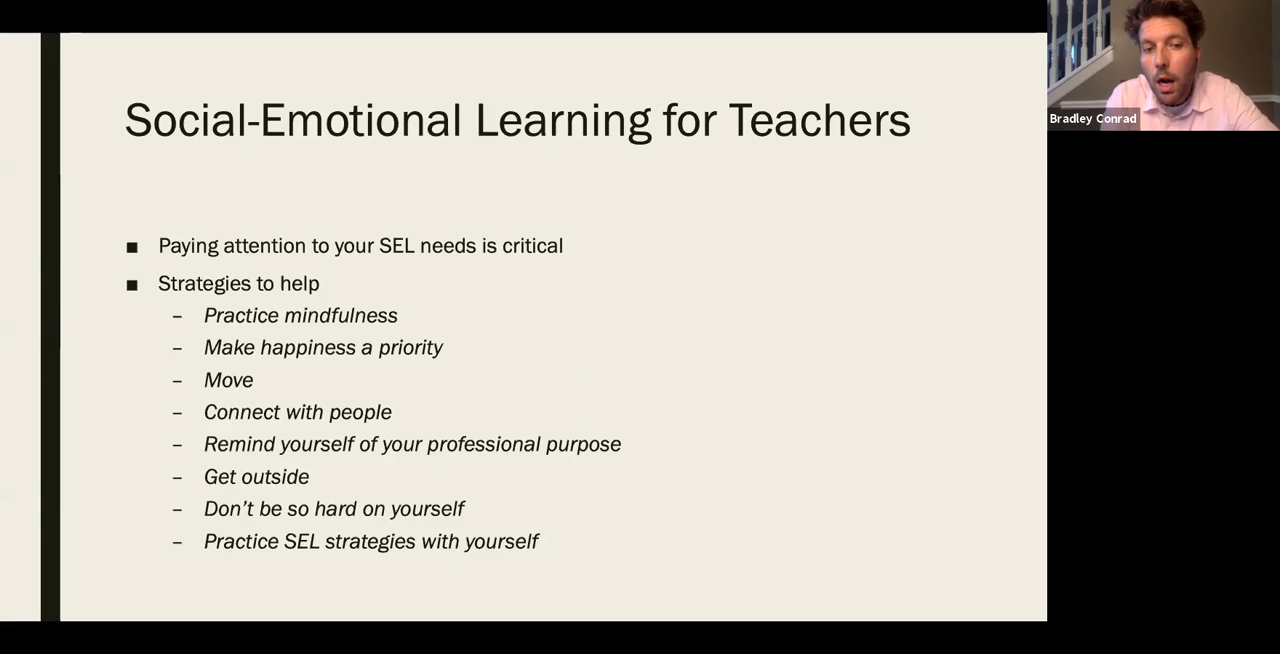 Social-Emotional Learning for Teachers
■ Paying attention to your SEL needs is critical
■ Strategies to help
– Practice mindfulness
– Make happiness a priority
– Move
– Connect with people
– Remind yourself of your professional purpose
– Get outside
– Don’t be so hard on yourself
– Practice SEL strategies with yourself
Bradley Conrad